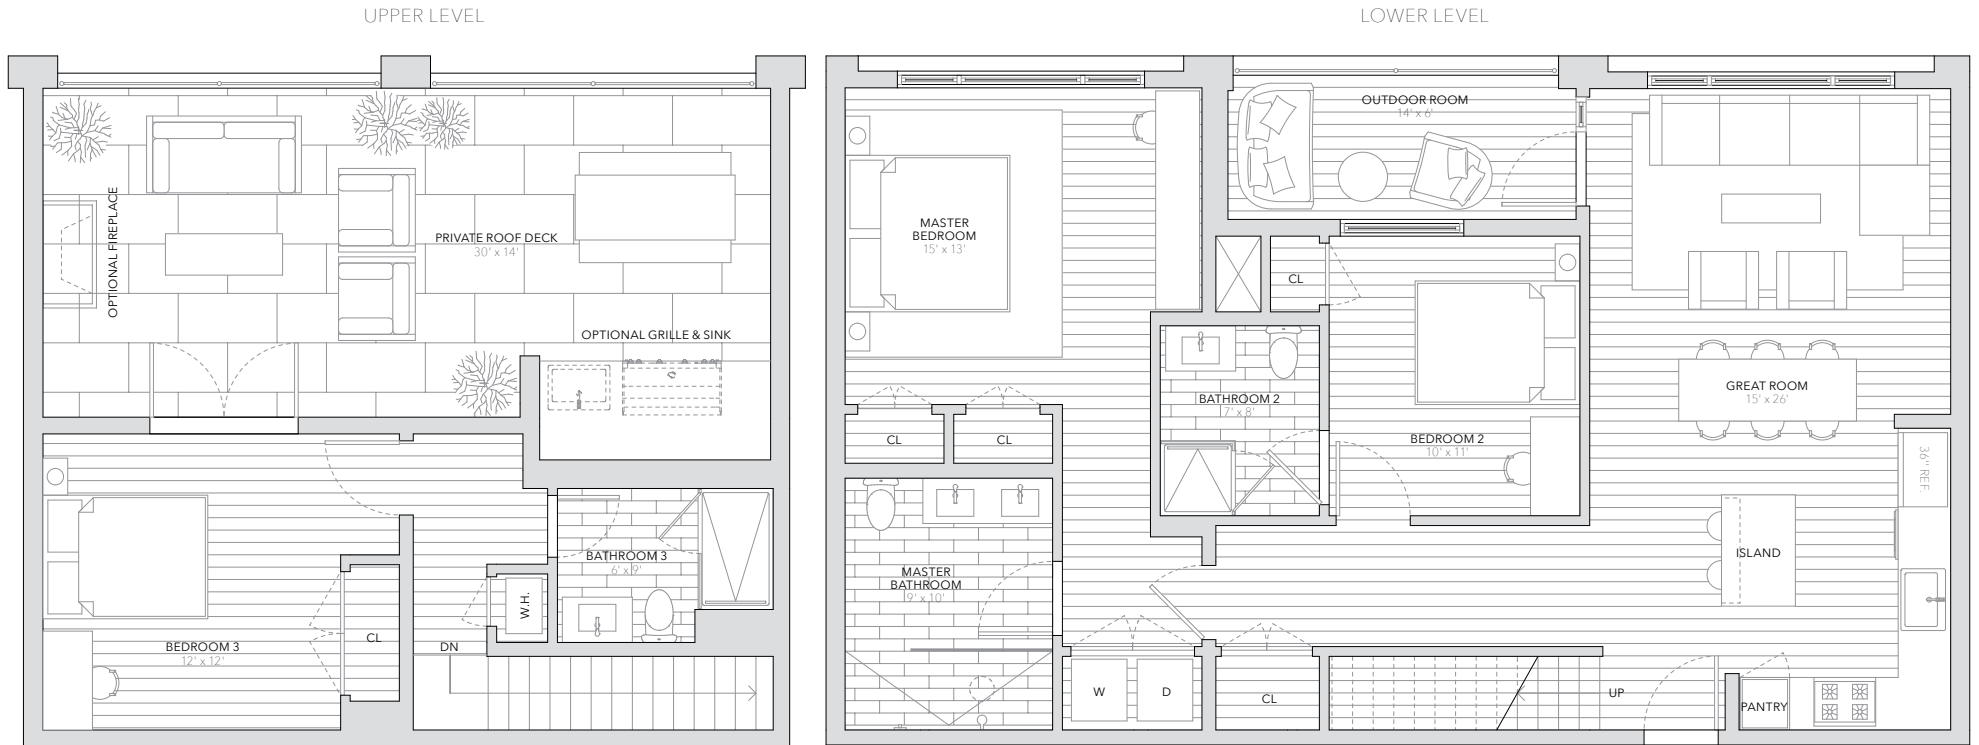 UPPER LEVEL
OPTIONAL FIREPLACE
PRIVATE ROOF DECK
30' x 14'
OPTIONAL GRILLE & SINK
BATHROOM 3
6' x 9'
W.H.
CL
DN
BEDROOM 3
12' x 12'
LOWER LEVEL
OUTDOOR ROOM
14' x 6'
MASTER
BEDROOM
15' x 13'
CL
GREAT ROOM
15' x 26'
BATHROOM 2
7' x 8'
BEDROOM 2
10' x 11'
CL
CL
36" REF.
ISLAND
MASTER
BATHROOM
9' x 10'
W
D
CL
UP
PANTRY